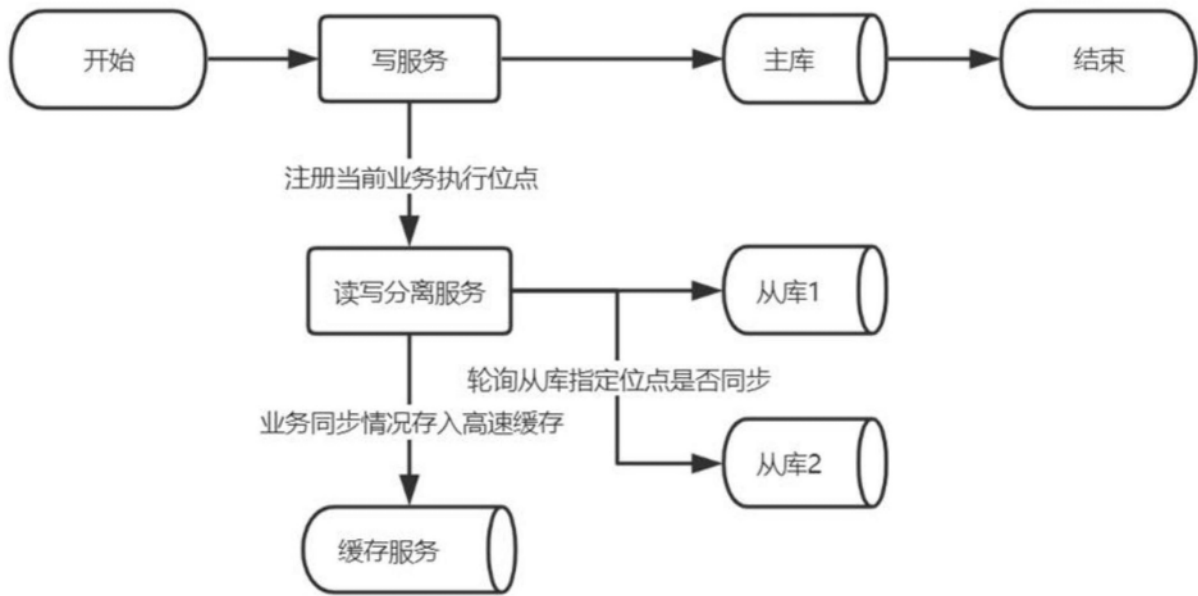 开始
写服务
主库
结束
注册当前业务执行位点
读写分离服务
从库1
轮询从库指定位点是否同步
业务同步情况存入高速缓存
从库2
缓存服务